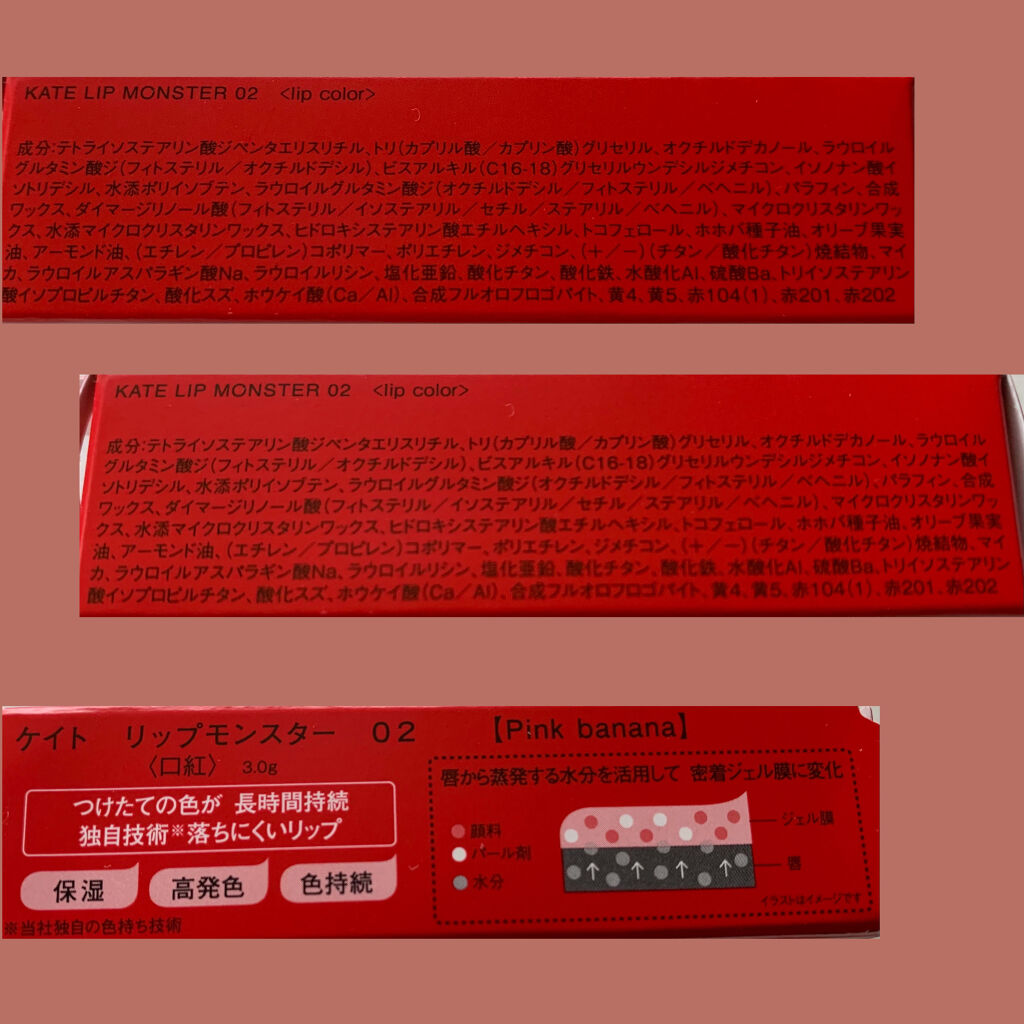 KATE LIP MONSTER 02 <lip color>
成分:テトライソステアリン酸ジペンタエリスリチル、トリ(カプリル酸/カプリン酸)グリセリル、オクチルドデカノール、ラウロイル
グルタミン酸ジ(フィトステリル/オクチルドデシル)、ビスアルキル(C16-18)グリセリルウンデシルジメチコン、イソノナン酸イ
ソトリデシル、水添ポリイソブテン、ラウロイルグルタミン酸ジ(オクチルドデシル/フィトステリル/ベヘニル)、パラフィン、合成
ワックス、ダイマージリノール酸(フィトステリル/イソステアリル/セチル/ステアリル/ベヘニル)、マイクロクリスタリンワッ
クス、水添マイクロクリスタリンワックス、ヒドロキシステアリン酸エチルヘキシル、トコフェロール、ホホバ種子油、オリーブ果実
油、アーモンド油、(エチレン/プロピレン)コポリマー、ポリエチレン、ジメチコン、(+/-)(チタン/酸化チタン)焼結物、マイ
カ、ラウロイルアスパラギン酸Na、ラウロイルリシン、塩化亜鉛、酸化チタン、酸化鉄、水酸化Al、硫酸Ba、トリイソステアリン
酸イソプロピルチタン、酸化スズ、ホウケイ酸(Ca/Al)、合成フルオロフロゴパイト、黄4、黄5、赤104(1)、赤201、赤202
KATE LIP MONSTER 02 <lip color>
成分:テトライソステアリン酸ジペンタエリスリチル、トリ(カプリル酸/カプリン酸)グリセリル、オクチルドデカノール、ラウロイル
グルタミン酸ジ(フィトステリル/オクチルドデシル)、ビスアルキル(C16-18)グリセリルウンデシルジメチコン、イソノナン酸イ
ソトリデシル、水添ポリイソブテン、ラウロイルグルタミン酸ジ(オクチルドデシル/フィトステリル/ベヘニル)、パラフィン、合成
ワックス、ダイマージリノール酸(フィトステリル/イソステアリル/セチル/ステアリル/ベヘニル)、マイクロクリスタリンワッ
クス、水添マイクロクリスタリンワックス、ヒドロキシステアリン酸エチルヘキシル、トコフェロール、ホホバ種子油、オリーブ果実
油、アーモンド油、(エチレン/プロピレン)コポリマー、ポリエチレン、ジメチコン、(+/-)(チタン/酸化チタン)焼結物、マイ
カ、ラウロイルアスパラギン酸Na、ラウロイルリシン、塩化亜鉛、酸化チタン、酸化鉄、水酸化Al、硫酸Ba、トリイソステアリン
酸イソプロピルチタン、酸化スズ、ホウケイ酸(Ca/Al)、合成フルオロフロゴパイト、黄4、黄5、赤104(1)、赤201、赤202
ケイト リップモンスター 02 【Pink banana】
〈口紅〉 3.0g
つけたての色が 長時間持続
独自技術※落ちにくいリップ
保湿 高発色 色持続
※当社独自の色持ち技術
唇から蒸発する水分を活用して 密着ジェル膜に変化
顔料
パール剤
水分
ジェル膜
唇
イラストはイメージです